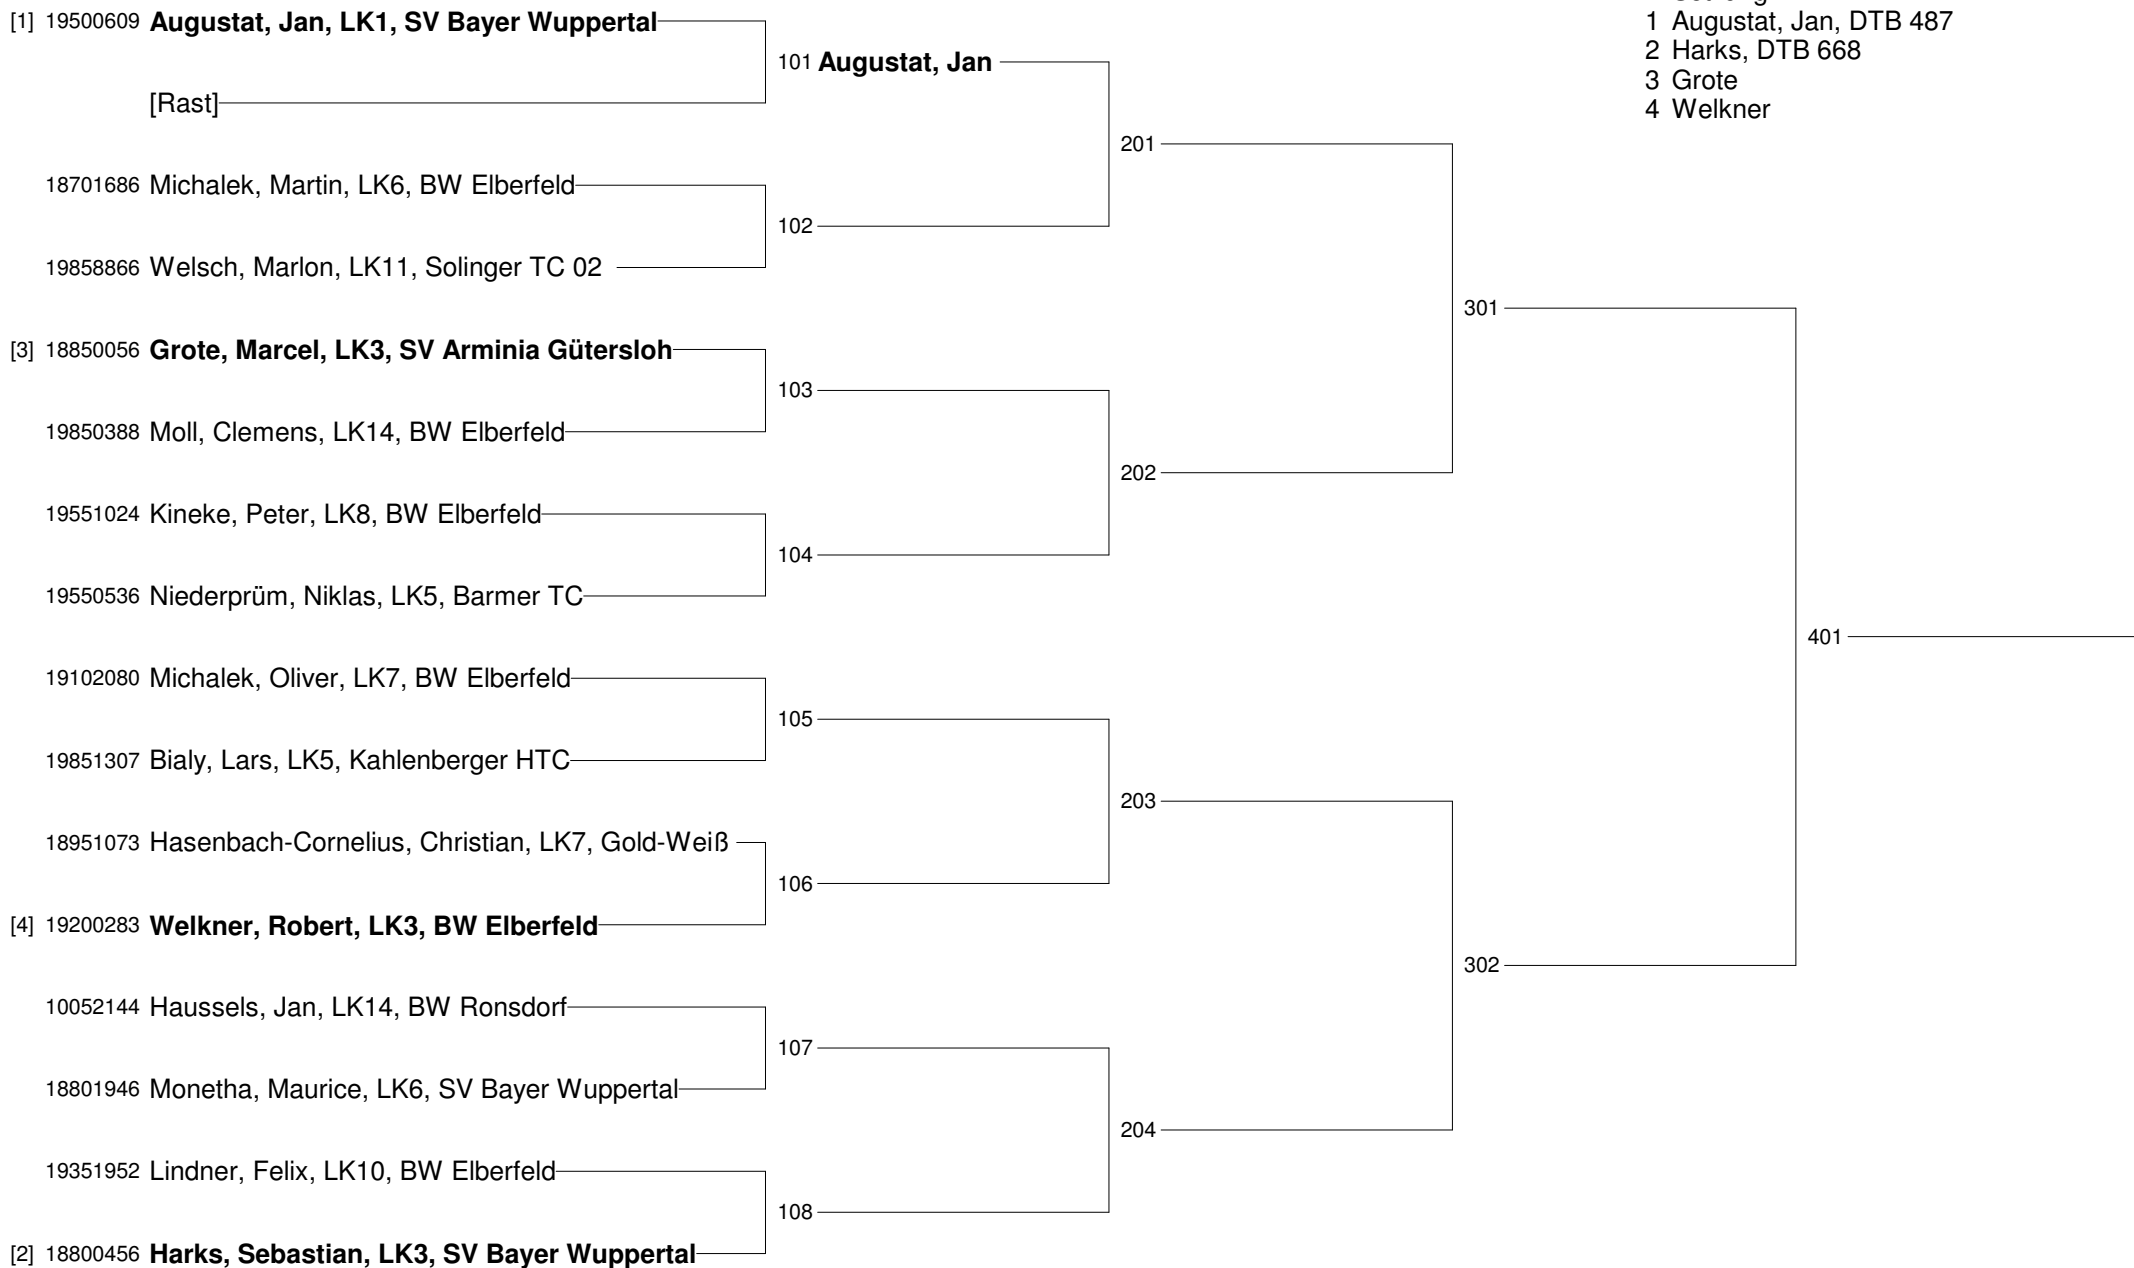 [1] 19500609 Augustat, Jan, LK1, SV Bayer Wuppertal
1 Augustat, Jan, DTB 487
2 Harks, DTB 668
3 Grote
4 Welkner
101 Augustat, Jan
[Rast]
201
18701686 Michalek, Martin, LK6, BW Elberfeld
102
19858866 Welsch, Marlon, LK11, Solinger TC 02
301
[3] 18850056 Grote, Marcel, LK3, SV Arminia Gütersloh
103
19850388 Moll, Clemens, LK14, BW Elberfeld
202
19551024 Kineke, Peter, LK8, BW Elberfeld
104
19550536 Niederprüm, Niklas, LK5, Barmer TC
401
19102080 Michalek, Oliver, LK7, BW Elberfeld
105
19851307 Bialy, Lars, LK5, Kahlenberger HTC
203
18951073 Hasenbach-Cornelius, Christian, LK7, Gold-Weiß
106
[4] 19200283 Welkner, Robert, LK3, BW Elberfeld
302
10052144 Haussels, Jan, LK14, BW Ronsdorf
107
18801946 Monetha, Maurice, LK6, SV Bayer Wuppertal
204
19351952 Lindner, Felix, LK10, BW Elberfeld
108
[2] 18800456 Harks, Sebastian, LK3, SV Bayer Wuppertal